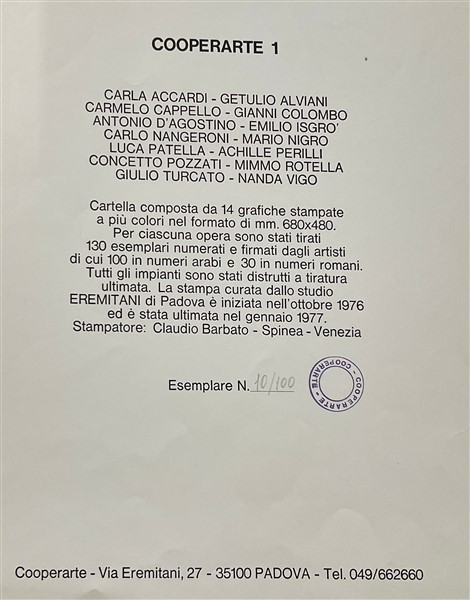 COOPERARTE 1
CARLA ACCARDI - GETULIO ALVIANI
CARMELO CAPPELLO - GIANNI COLOMBO
ANTONIO D'AGOSTINO - EMILIO ISGRO'
CARLO NANGERONI - MARIO NIGRO
LUCA PATELLA - ACHILLE PERILLI
CONCETTO POZZATI - MIMMO ROTELLA
GIULIO TURCATO - NANDA VIGO
Cartella composta da 14 grafiche stampate
a più colori nel formato di mm. 680x480.
Per ciascuna opera sono stati tirati
130 esemplari numerati e firmati dagli artisti
di cui 100 in numeri arabi e 30 in numeri romani.
Tutti gli impianti sono stati distrutti a tiratura
ultimata. La stampa curata dallo studio
EREMITANI di Padova è iniziata nell'ottobre 1976
ed è stata ultimata nel gennaio 1977.
Stampatore: Claudio Barbato - Spinea - Venezia
Esemplare N. 10/100
COOPERARTE - COOPERARTE -
Cooperarte - Via Eremitani, 27 - 35100 PADOVA - Tel. 049/662660